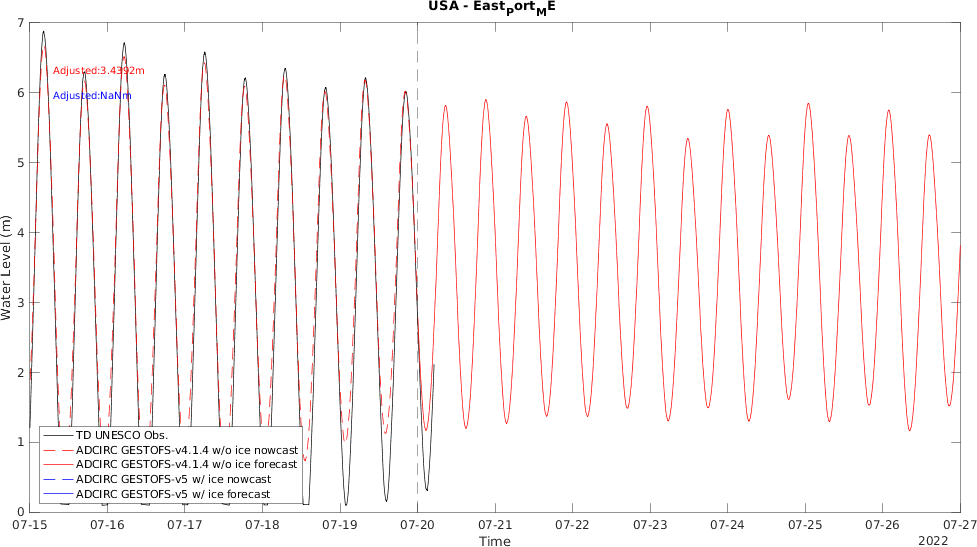 USA - EastPortME
7
6
5
4
3
2
1
0
Water Level (m)
Adjusted:3.4392m
Adjusted:NaNm
TD UNESCO Obs.
ADCIRC GESTOFS-v4.1.4 w/o ice nowcast
ADCIRC GESTOFS-v4.1.4 w/o ice forecast
ADCIRC GESTOFS-v5 w/ ice nowcast
ADCIRC GESTOFS-v5 w/ ice forecast
07-15 07-16 07-17 07-18 07-19 07-20 07-21 07-22 07-23 07-24 07-25 07-26 07-27
Time
2022